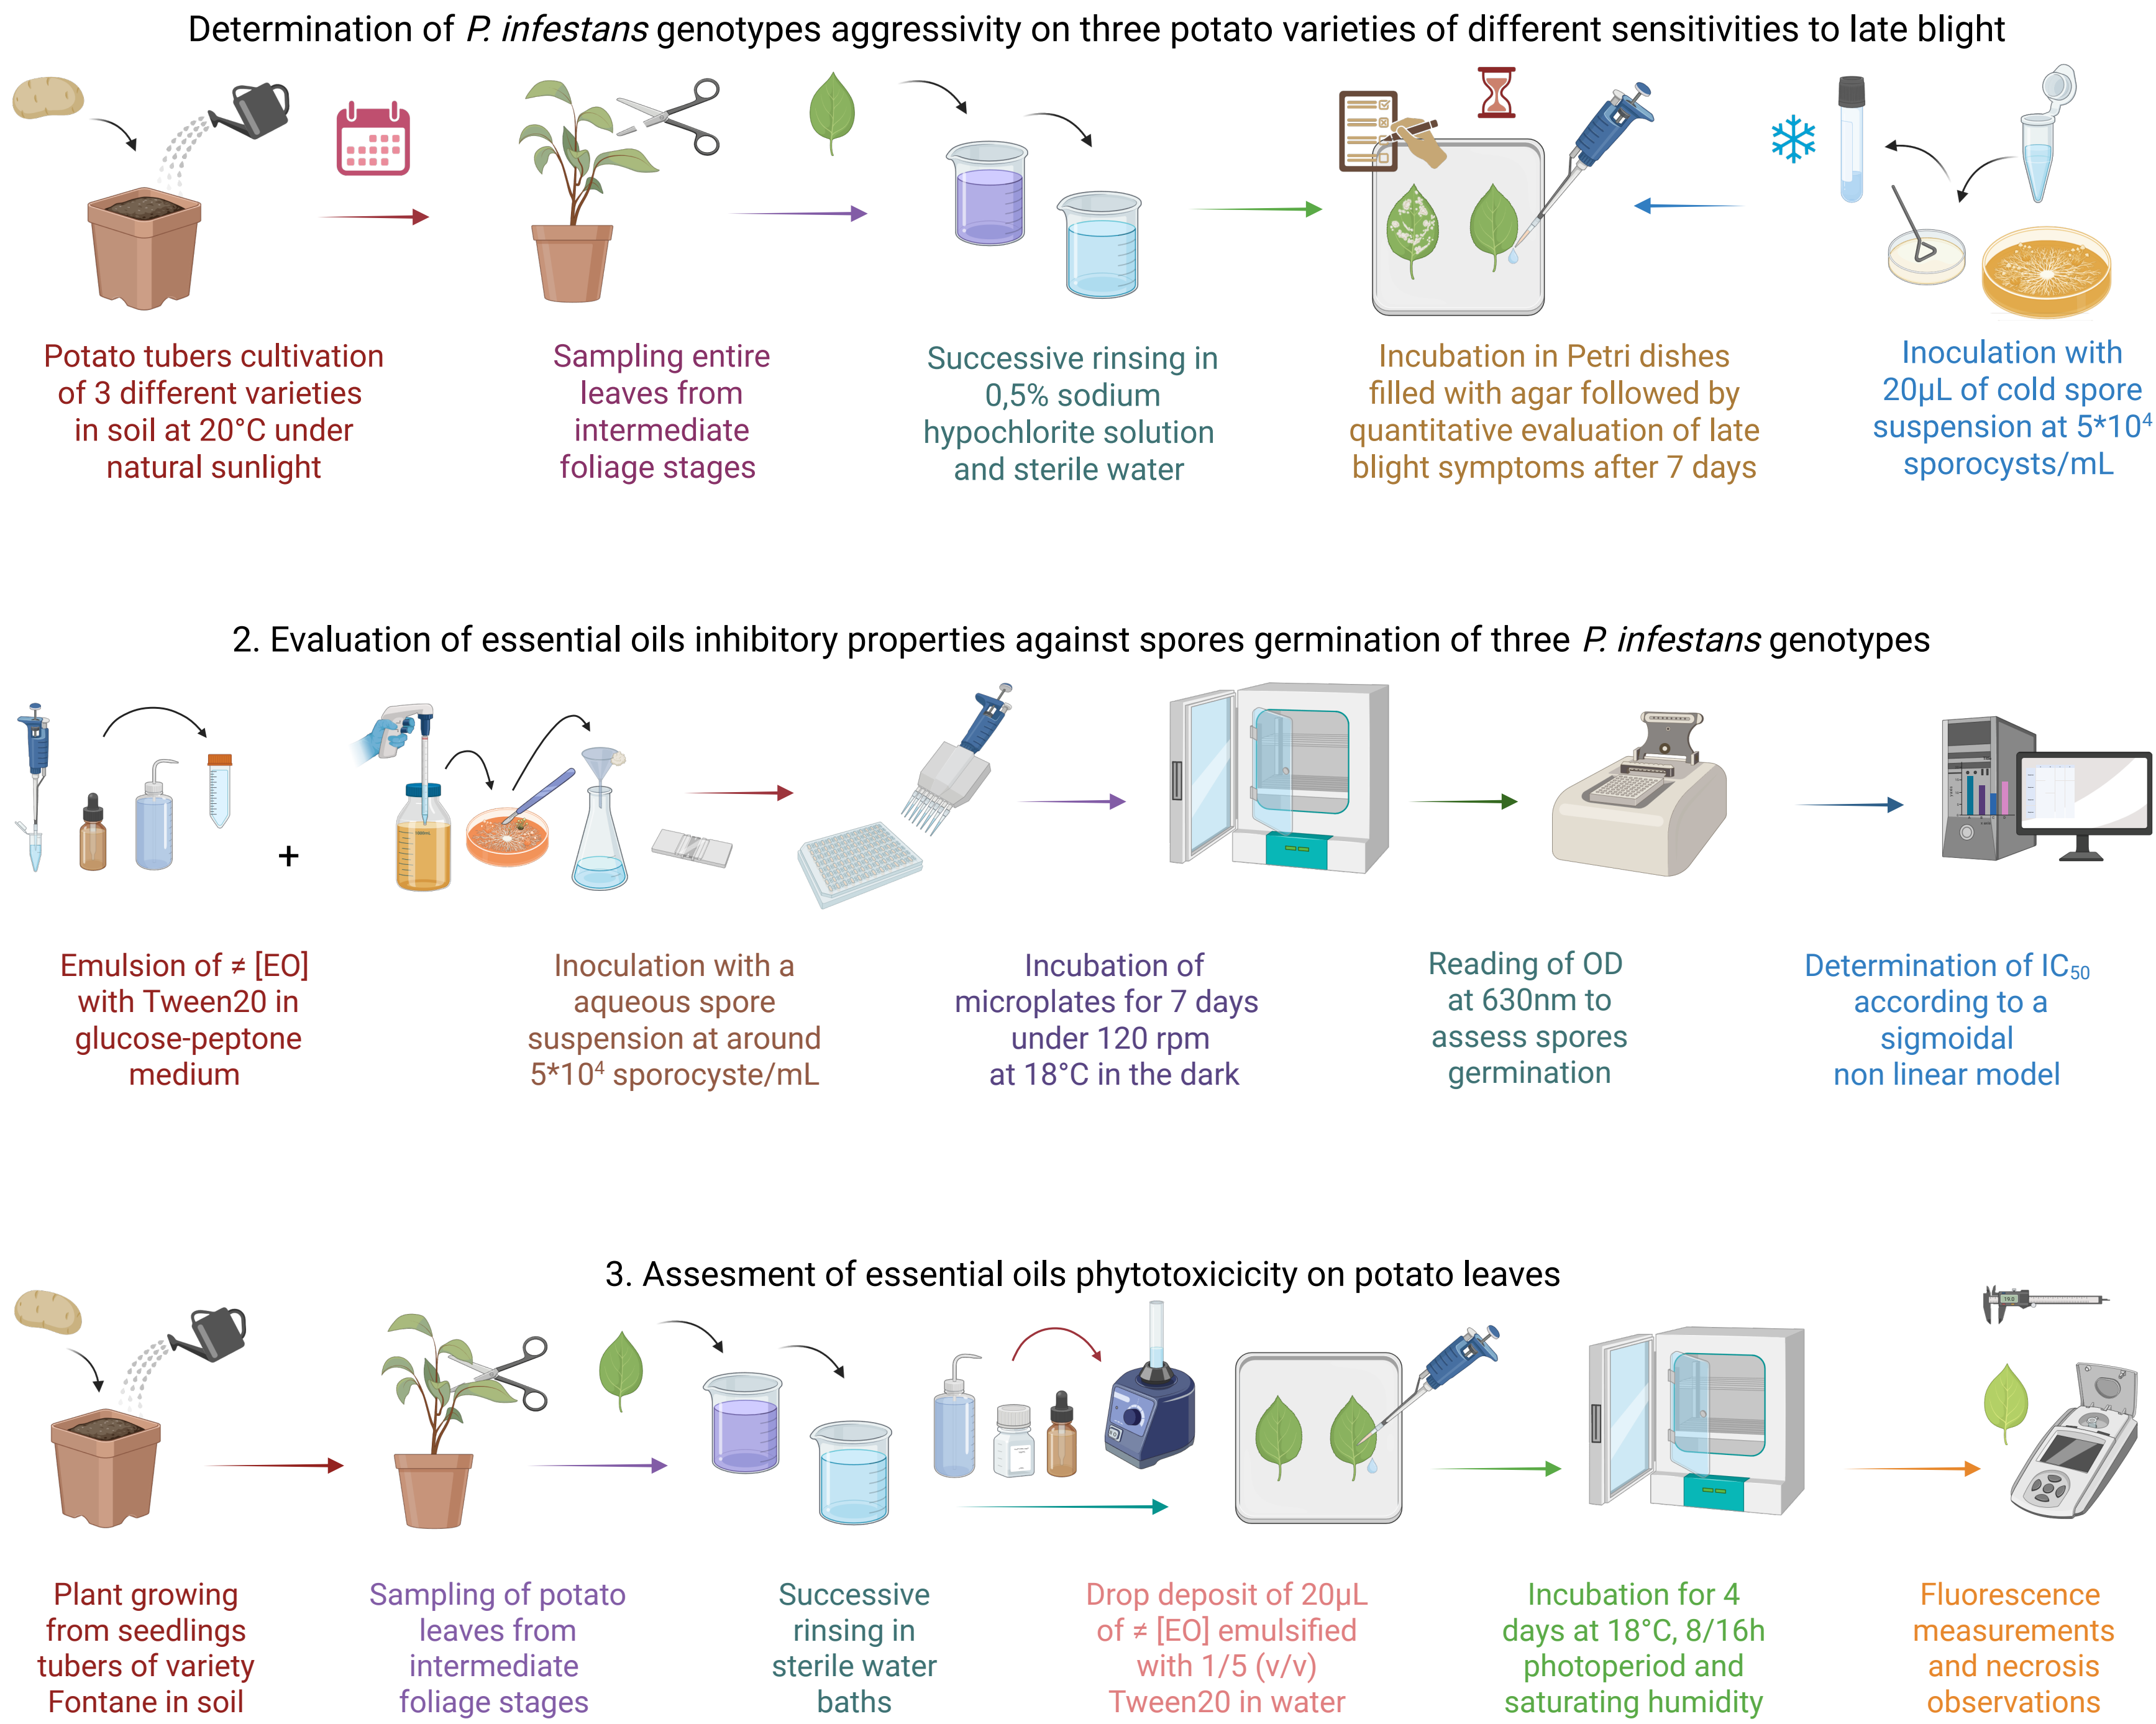 Determination of P. infestans genotypes aggressivity on three potato varieties of different sensitivities to late blight
Potato tubers cultivation
of 3 different varieties
in soil at 20°C under
natural sunlight
Sampling entire
leaves from
intermediate
foliage stages
Successive rinsing in
0,5% sodium
hypochlorite solution
and sterile water
Incubation in Petri dishes
filled with agar followed by
quantitative evaluation of late
blight symptoms after 7 days
Inoculation with
20µL of cold spore
suspension at 5*10⁴
sporocysts/mL
2. Evaluation of essential oils inhibitory properties against spores germination of three P. infestans genotypes
+
Emulsion of ≠ [EO]
with Tween20 in
glucose-peptone
medium
Inoculation with a
aqueous spore
suspension at around
5*10⁴ sporocyste/mL
Incubation of
microplates for 7 days
under 120 rpm
at 18°C in the dark
Reading of OD
at 630nm to
assess spores
germination
Determination of IC₅₀
according to a
sigmoidal
non linear model
3. Assesment of essential oils phytotoxicicity on potato leaves
19.0
Plant growing
from seedlings
tubers of variety
Fontane in soil
Sampling of potato
leaves from
intermediate
foliage stages
Successive
rinsing in
sterile water
baths
Drop deposit of 20µL
of ≠ [EO] emulsified
with 1/5 (v/v)
Tween20 in water
Incubation for 4
days at 18°C, 8/16h
photoperiod and
saturating humidity
Fluorescence
measurements
and necrosis
observations